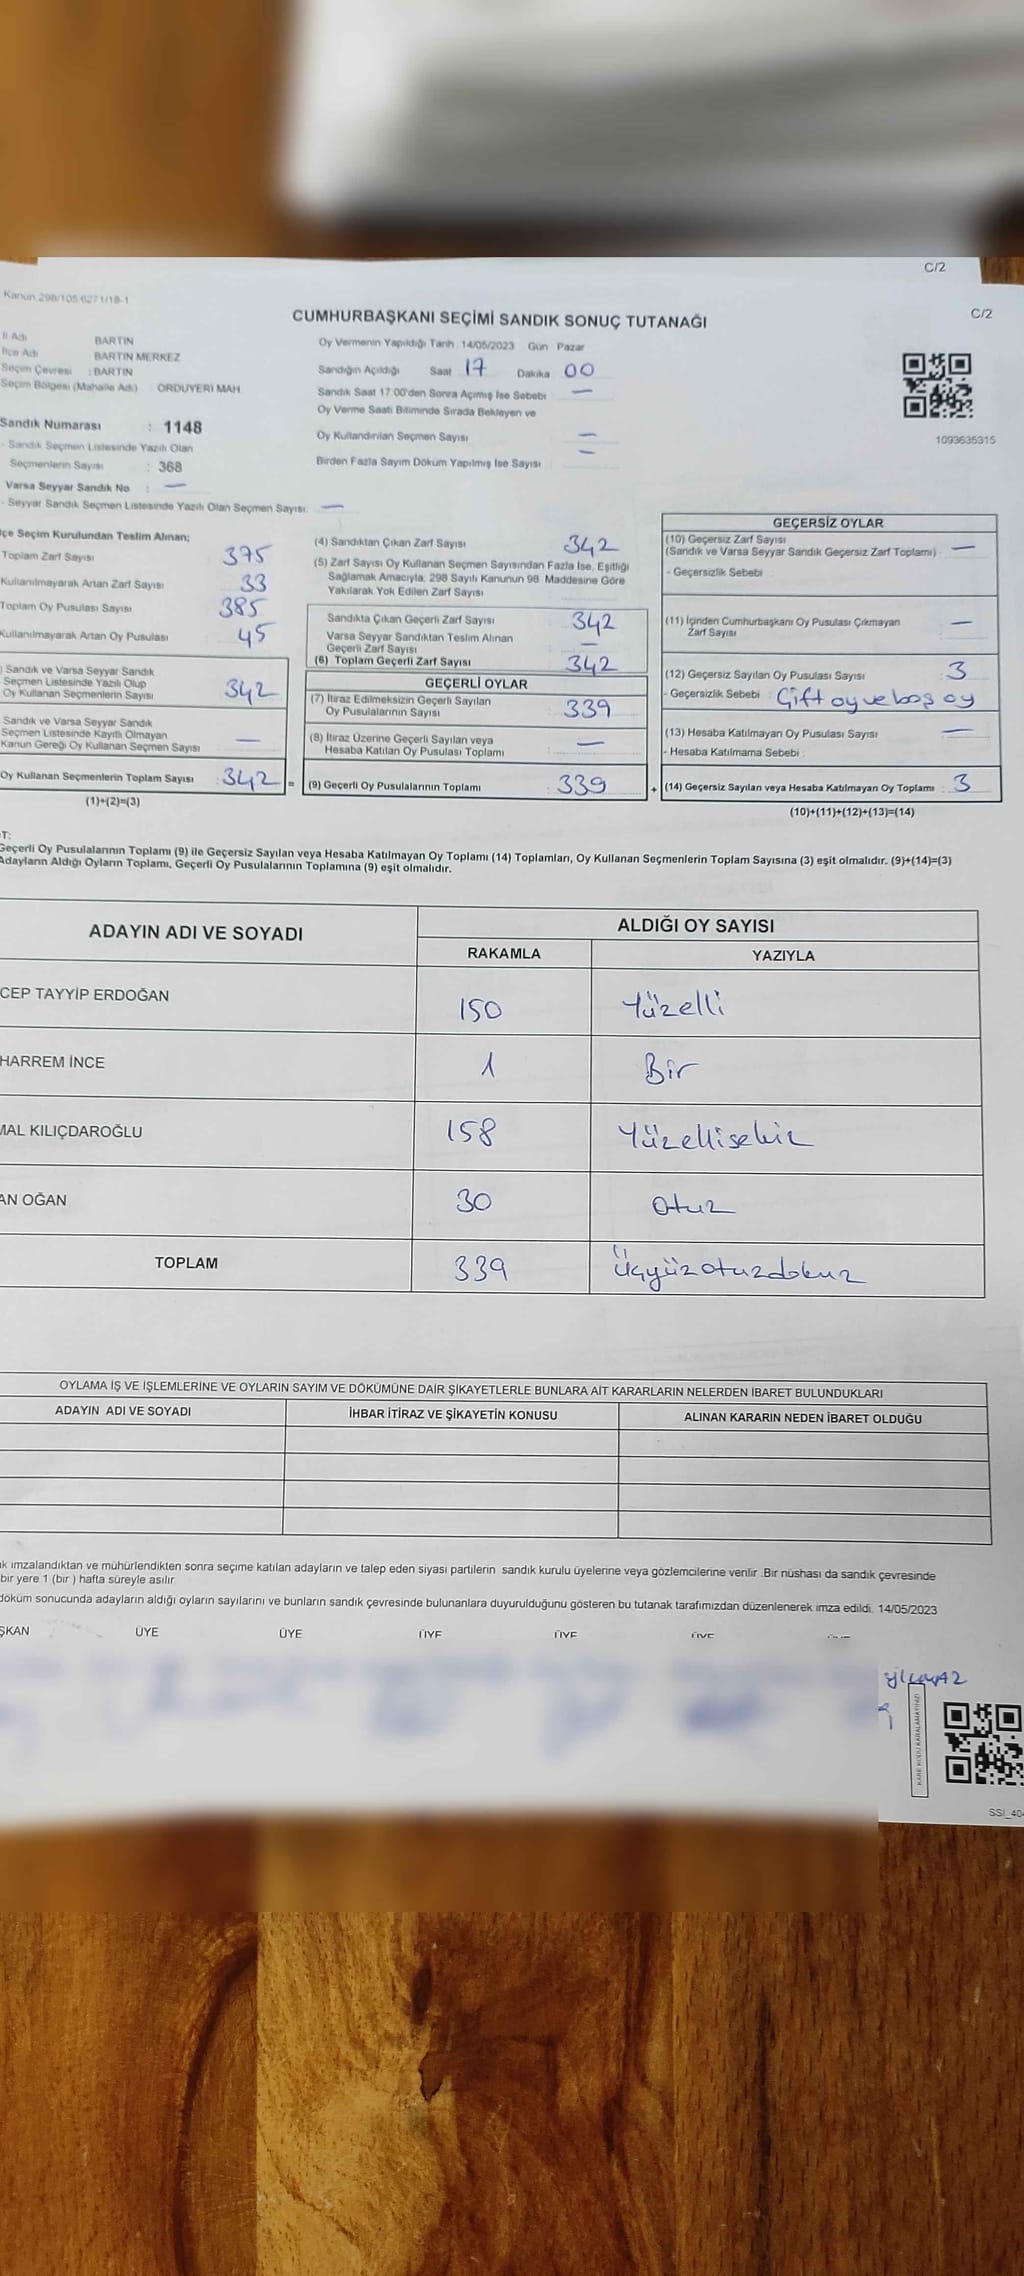 C/2
Kanun 298/105 6271/18-1
C/2
CUMHURBAŞKANI SEÇİMİ SANDIK SONUÇ TUTANAĞI
İl Adı BARTIN
İlçe Adı BARTIN MERKEZ
Seçim Çevresi : BARTIN
Seçim Bölgesi (Mahalle Adı) : ORDUYERİ MAH
Sandık Numarası : 1148
- Sandık Seçmen Listesinde Yazılı Olan
Seçmenlerin Sayısı : 368
Varsa Seyyar Sandık No : —
- Seyyar Sandık Seçmen Listesinde Yazılı Olan Seçmen Sayısı: —
Oy Vermenin Yapıldığı Tarih :14/05/2023 Gün Pazar
Sandığın Açıldığı Saat 17 Dakika 00
Sandık Saat 17.00'den Sonra Açılmış İse Sebebi —
Oy Verme Saati Bitiminde Sırada Bekleyen ve
Oy Kullandırılan Seçmen Sayısı —
Birden Fazla Sayım Döküm Yapılmış İse Sayısı —
1093635315
çe Seçim Kurulundan Teslim Alınan;
Toplam Zarf Sayısı 375
Kullanılmayarak Artan Zarf Sayısı 33
Toplam Oy Pusulası Sayısı 385
Kullanılmayarak Artan Oy Pusulası 45
) Sandık ve Varsa Seyyar Sandık
Seçmen Listesinde Yazılı Olup
Oy Kullanan Seçmenlerin Sayısı 342
Sandık ve Varsa Seyyar Sandık
Seçmen Listesinde Kayıtlı Olmayan
Kanun Gereği Oy Kullanan Seçmen Sayısı —
Oy Kullanan Seçmenlerin Toplam Sayısı : 342 =
(1)+(2)=(3)
(4) Sandıktan Çıkan Zarf Sayısı 342
(5) Zarf Sayısı Oy Kullanan Seçmen Sayısından Fazla İse, Eşitliği
Sağlamak Amacıyla; 298 Sayılı Kanunun 98. Maddesine Göre
Yakılarak Yok Edilen Zarf Sayısı
Sandıkta Çıkan Geçerli Zarf Sayısı : 342
Varsa Seyyar Sandıktan Teslim Alınan
Geçerli Zarf Sayısı —
(6) Toplam Geçerli Zarf Sayısı 342
GEÇERLİ OYLAR
(7) İtiraz Edilmeksizin Geçerli Sayılan
Oy Pusulalarının Sayısı : 339
(8) İtiraz Üzerine Geçerli Sayılan veya
Hesaba Katılan Oy Pusulası Toplamı : —
(9) Geçerli Oy Pusulalarının Toplamı : 339 +
GEÇERSİZ OYLAR
(10) Geçersiz Zarf Sayısı
(Sandık ve Varsa Seyyar Sandık Geçersiz Zarf Toplamı) : —
- Geçersizlik Sebebi :
(11) İçinden Cumhurbaşkanı Oy Pusulası Çıkmayan
Zarf Sayısı —
(12) Geçersiz Sayılan Oy Pusulası Sayısı : 3
- Geçersizlik Sebebi : Çift oy ve boş oy
(13) Hesaba Katılmayan Oy Pusulası Sayısı : —
- Hesaba Katılmama Sebebi :
(14) Geçersiz Sayılan veya Hesaba Katılmayan Oy Toplamı : 3
(10)+(11)+(12)+(13)=(14)
T:
Geçerli Oy Pusulalarının Toplamı (9) ile Geçersiz Sayılan veya Hesaba Katılmayan Oy Toplamı (14) Toplamları, Oy Kullanan Seçmenlerin Toplam Sayısına (3) eşit olmalıdır. (9)+(14)=(3)
Adayların Aldığı Oyların Toplamı, Geçerli Oy Pusulalarının Toplamına (9) eşit olmalıdır.
ADAYIN ADI VE SOYADI ALDIĞI OY SAYISI
RAKAMLA YAZIYLA
CEP TAYYİP ERDOĞAN 150 Yüzelli
HARREM İNCE 1 Bir
MAL KILIÇDAROĞLU 158 Yüzellisekiz
AN OĞAN 30 Otuz
TOPLAM 339 Üçyüzotuzdokuz
OYLAMA İŞ VE İŞLEMLERİNE VE OYLARIN SAYIM VE DÖKÜMÜNE DAİR ŞİKAYETLERLE BUNLARA AİT KARARLARIN NELERDEN İBARET BULUNDUKLARI
ADAYIN ADI VE SOYADI İHBAR İTİRAZ VE ŞİKAYETİN KONUSU ALINAN KARARIN NEDEN İBARET OLDUĞU
k imzalandıktan ve mühürlendikten sonra seçime katılan adayların ve talep eden siyasi partilerin sandık kurulu üyelerine veya gözlemcilerine verilir .Bir nüshası da sandık çevresinde
bir yere 1 (bir ) hafta süreyle asılır.
döküm sonucunda adayların aldığı oyların sayılarını ve bunların sandık çevresinde bulunanlara duyurulduğunu gösteren bu tutanak tarafımızdan düzenlenerek imza edildi. 14/05/2023
ŞKAN ÜYE ÜYE ÜYE ÜYE ÜYE
KARE KODU KARALAMAYINIZ!
SSI_404